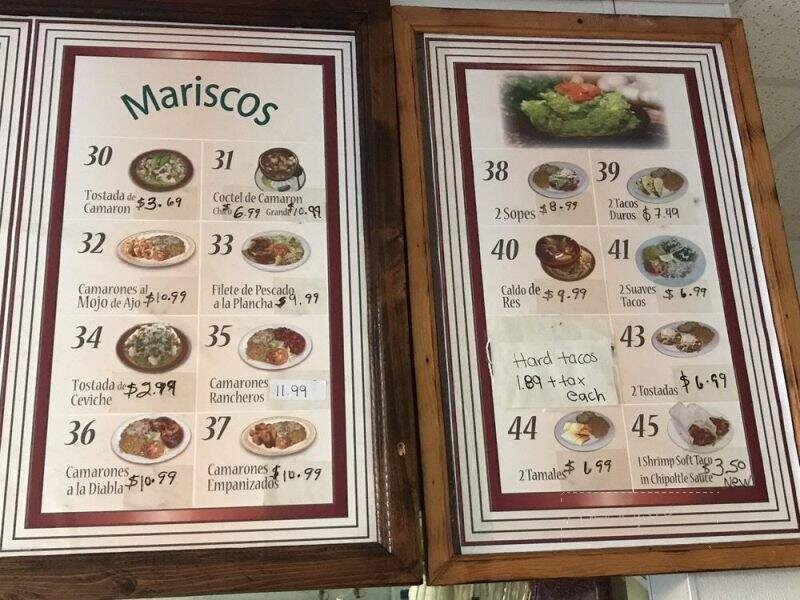 Mariscos
30
Tostada de
Camaron $3.69
31
Coctel de Camaron
Chico $6.99 Grande $10.99
32
Camarones al
Mojo de Ajo $10.99
33
Filete de Pescado
a la Plancha $9.99
34
Tostada de
Ceviche $2.99
35
Camarones
Rancheros 11.99
36
Camarones
a la Diabla $10.99
37
Camarones
Empanizados $10.99
38
2 Sopes $8.99
39
2 Tacos
Duros $7.49
40
Caldo de
Res $9.99
41
2 Suaves
Tacos $6.99
Hard tacos
1.89 + tax
each
43
2 Tostadas $6.99
44
2 Tamales $6.99
45
1 Shrimp Soft Taco
in Chipoltle Sauce $3.50
New